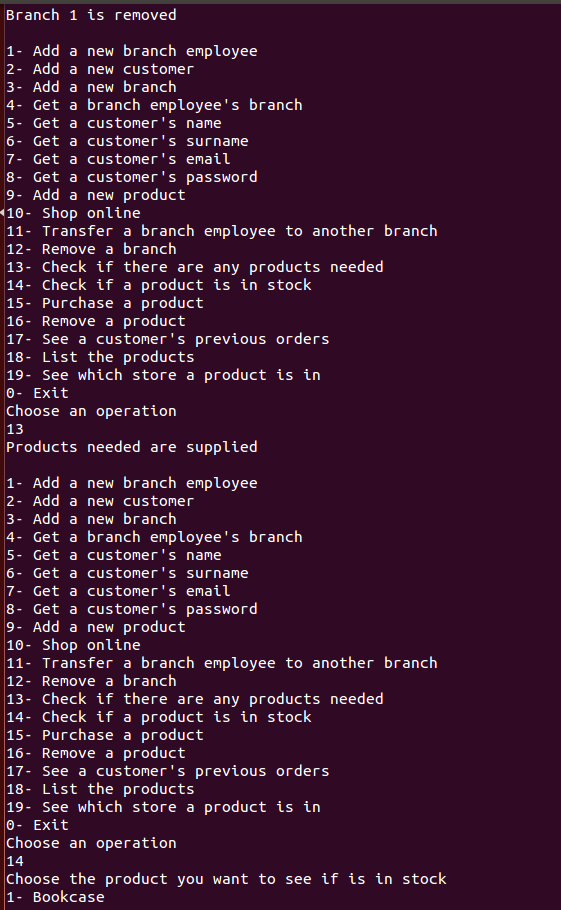 Branch 1 is removed
1- Add a new branch employee
2- Add a new customer
3- Add a new branch
4- Get a branch employee's branch
5- Get a customer's name
6- Get a customer's surname
7- Get a customer's email
8- Get a customer's password
9- Add a new product
10- Shop online
11- Transfer a branch employee to another branch
12- Remove a branch
13- Check if there are any products needed
14- Check if a product is in stock
15- Purchase a product
16- Remove a product
17- See a customer's previous orders
18- List the products
19- See which store a product is in
0- Exit
Choose an operation
13
Products needed are supplied
1- Add a new branch employee
2- Add a new customer
3- Add a new branch
4- Get a branch employee's branch
5- Get a customer's name
6- Get a customer's surname
7- Get a customer's email
8- Get a customer's password
9- Add a new product
10- Shop online
11- Transfer a branch employee to another branch
12- Remove a branch
13- Check if there are any products needed
14- Check if a product is in stock
15- Purchase a product
16- Remove a product
17- See a customer's previous orders
18- List the products
19- See which store a product is in
0- Exit
Choose an operation
14
Choose the product you want to see if is in stock
1- Bookcase